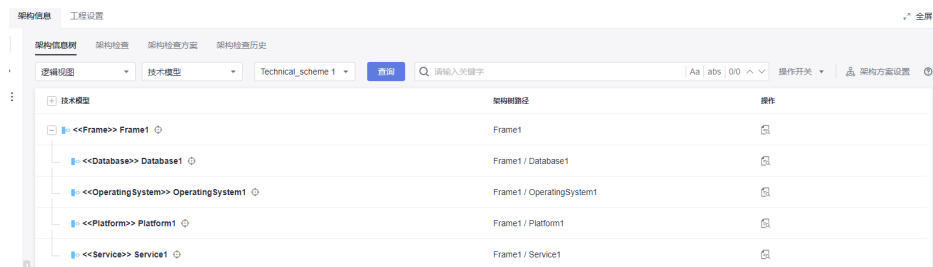 架构信息 工程设置 全屏
架构信息树 架构检查 架构检查方案 架构检查历史
逻辑视图 技术模型 Technical_scheme 1 查询 请输入关键字 Aa abs 0/0 操作开关 架构方案设置
技术模型 架构树路径 操作
<<Frame>> Frame1 Frame1
<<Database>> Database1 Frame1 / Database1
<<OperatingSystem>> OperatingSystem1 Frame1 / OperatingSystem1
<<Platform>> Platform1 Frame1 / Platform1
<<Service>> Service1 Frame1 / Service1